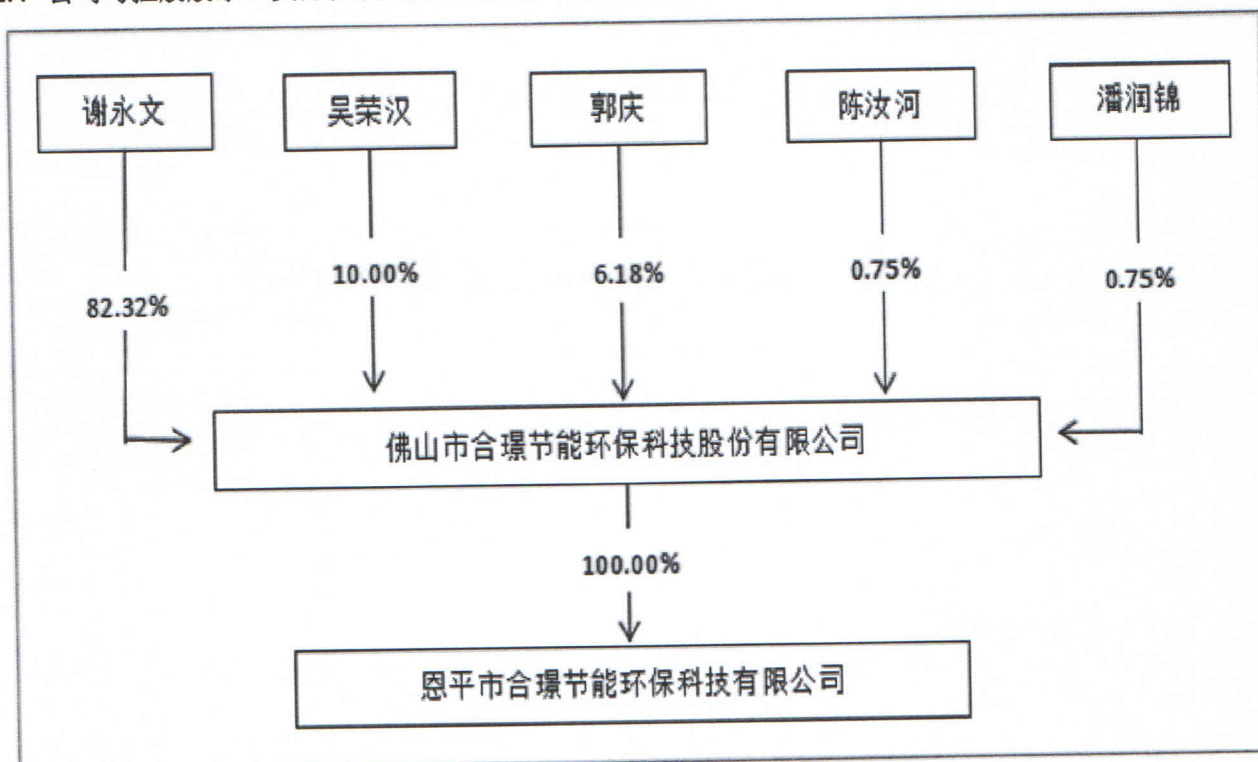 谢永文
吴荣汉
郭庆
陈汝河
潘润锦
82.32%
10.00%
6.18%
0.75%
0.75%
佛山市合璟节能环保科技股份有限公司
100.00%
恩平市合璟节能环保科技有限公司